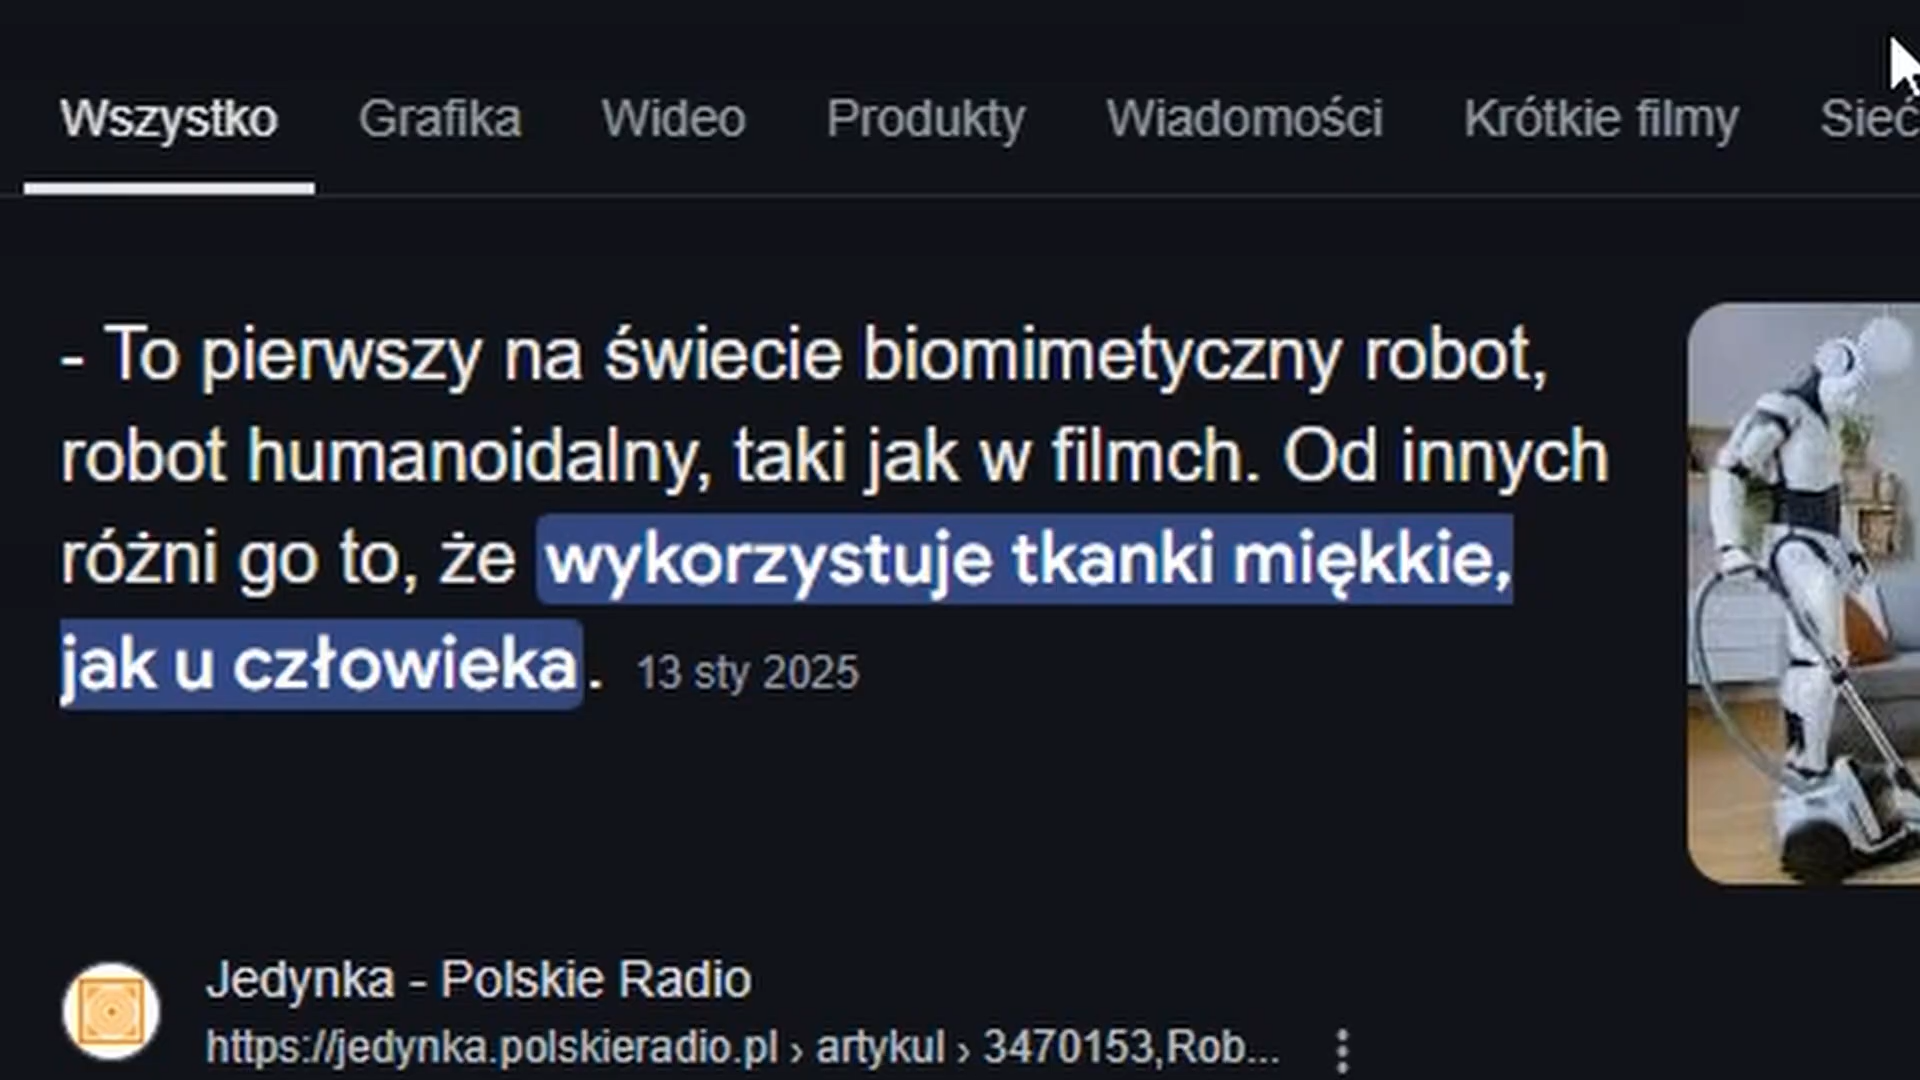 Wszystko Grafika Wideo Produkty Wiadomości Krótkie filmy Sieć
- To pierwszy na świecie biomimetyczny robot,
robot humanoidalny, taki jak w filmch. Od innych
różni go to, że wykorzystuje tkanki miękkie,
jak u człowieka. 13 sty 2025
Jedynka - Polskie Radio
https://jedynka.polskieradio.pl › artykul › 3470153,Rob...